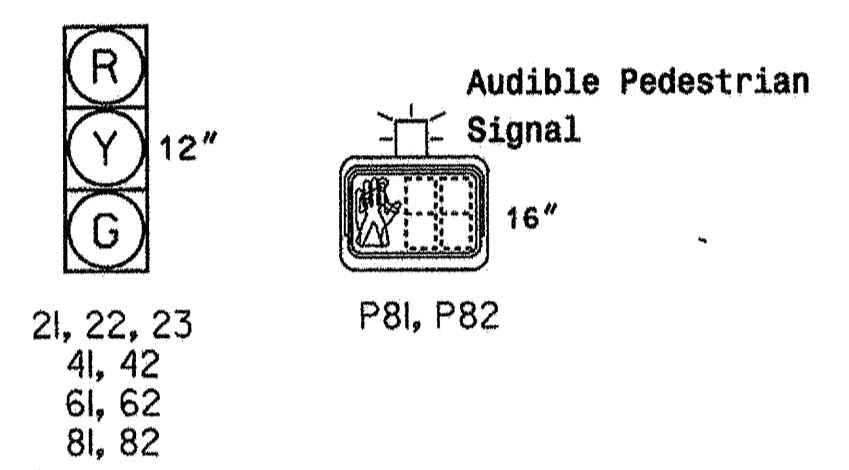 R
Y
G
12"
21, 22, 23
41, 42
61, 62
81, 82
Audible Pedestrian
Signal
16"
P81, P82